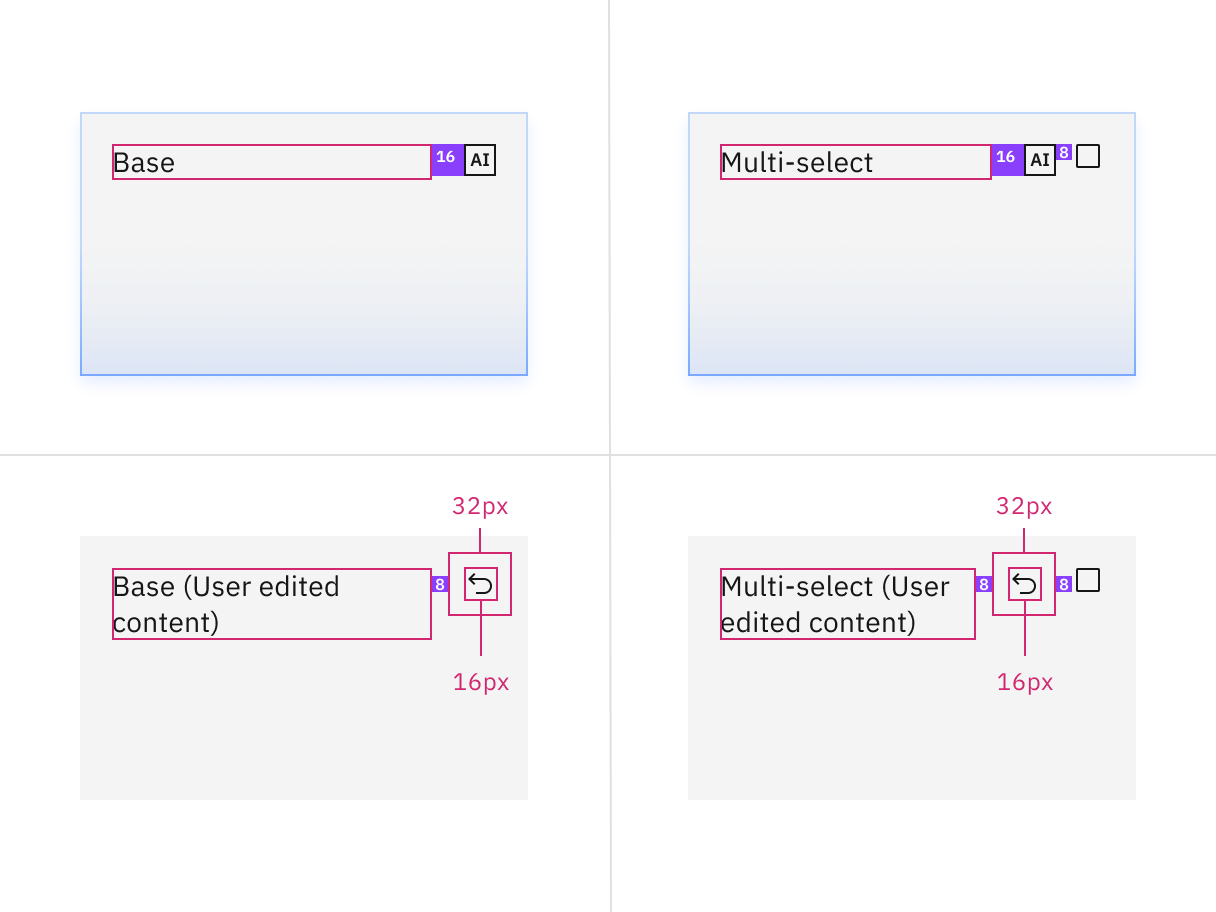 Base 16 AI
Multi-select 16 AI 8
32px
Base (User edited
content)
8
16px
32px
Multi-select (User
edited content)
8 8
16px